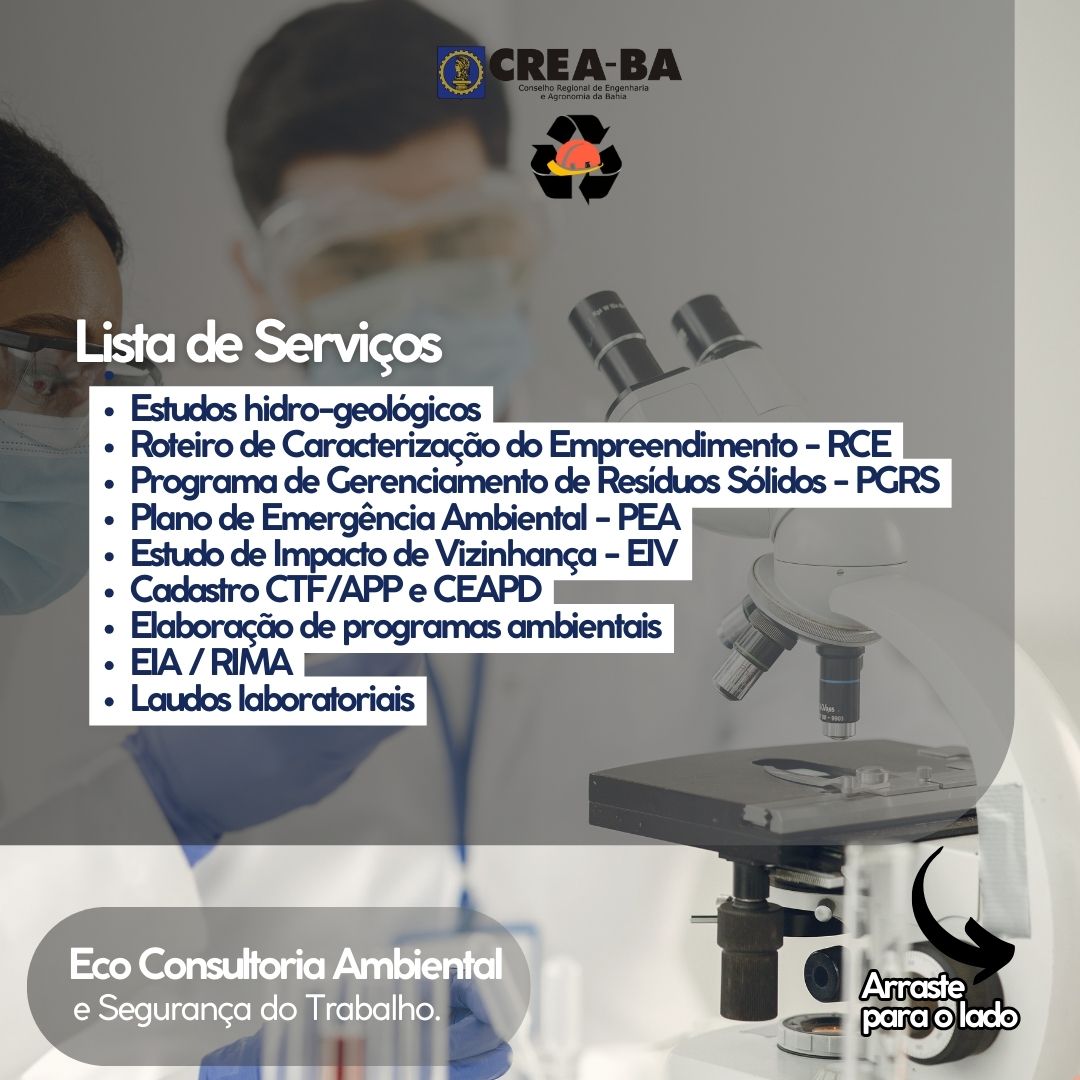 CREA-BA
Conselho Regional de Engenharia
e Agronomia da Bahia
Lista de Serviços
• Estudos hidro-geológicos
• Roteiro de Caracterização do Empreendimento - RCE
• Programa de Gerenciamento de Resíduos Sólidos - PGRS
• Plano de Emergência Ambiental - PEA
• Estudo de Impacto de Vizinhança - EIV
• Cadastro CTF/APP e CEAPD
• Elaboração de programas ambientais
• EIA / RIMA
• Laudos laboratoriais
Eco Consultoria Ambiental
e Segurança do Trabalho.
Arraste
para o lado